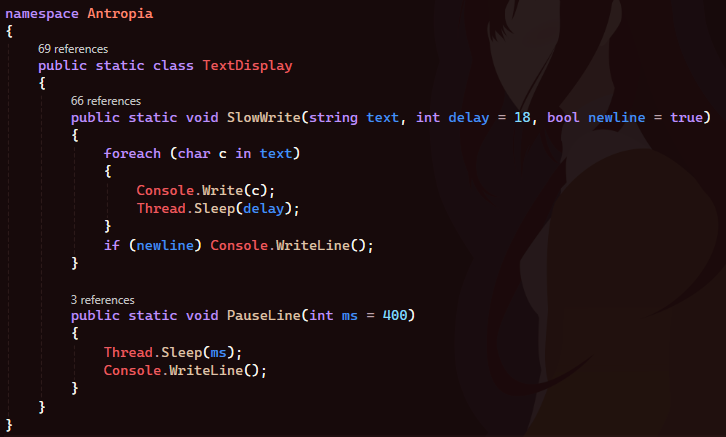 namespace Antropia
{
69 references
public static class TextDisplay
{
66 references
public static void SlowWrite(string text, int delay = 18, bool newline = true)
{
foreach (char c in text)
{
Console.Write(c);
Thread.Sleep(delay);
}
if (newline) Console.WriteLine();
}
3 references
public static void PauseLine(int ms = 400)
{
Thread.Sleep(ms);
Console.WriteLine();
}
}
}